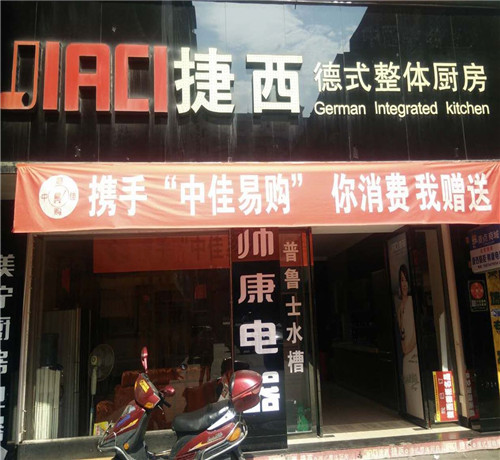 JIACI 捷西 德式整体厨房
German Integrated kitchen
携手“中佳易购” 你消费 我赠送
帅康电器
普鲁士水槽